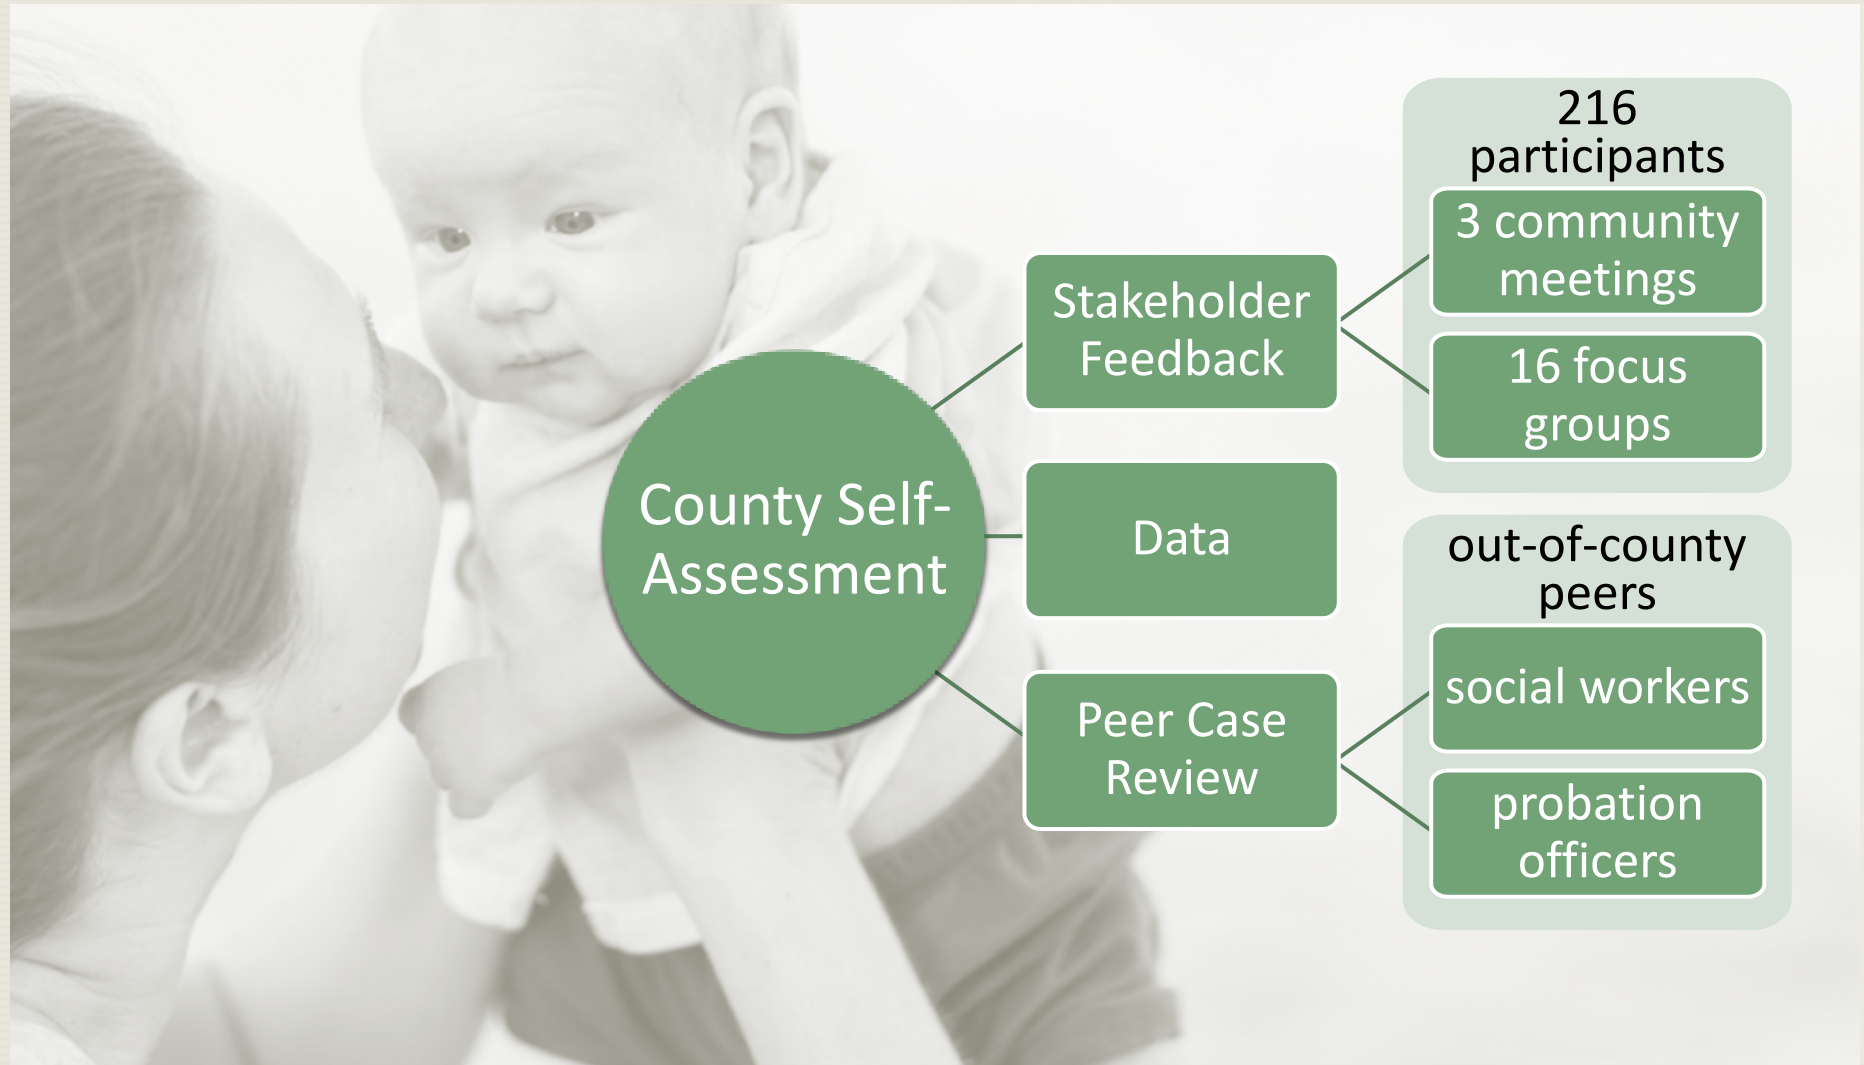 County Self-
Assessment
Stakeholder
Feedback
Data
Peer Case
Review
216
participants
3 community
meetings
16 focus
groups
out-of-county
peers
social workers
probation
officers